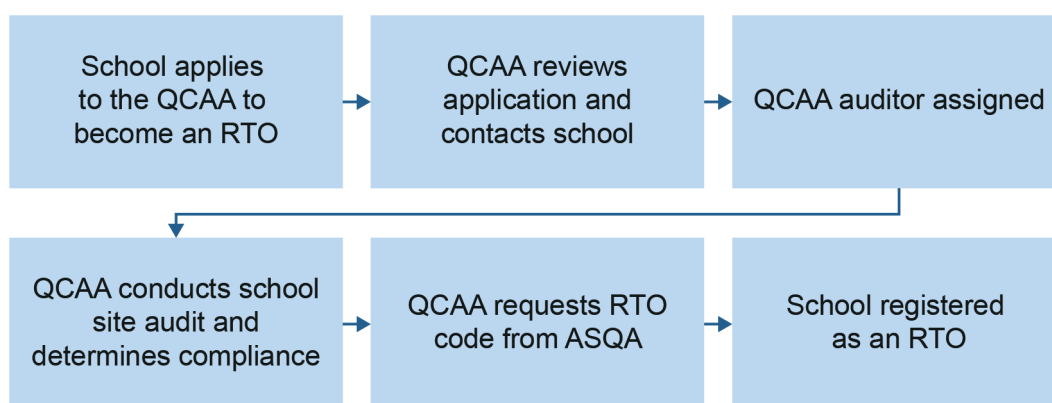 School applies
to the QCAA to
become an RTO
QCAA reviews
application and
contacts school
QCAA auditor assigned
QCAA conducts school
site audit and
determines compliance
QCAA requests RTO
code from ASQA
School registered
as an RTO